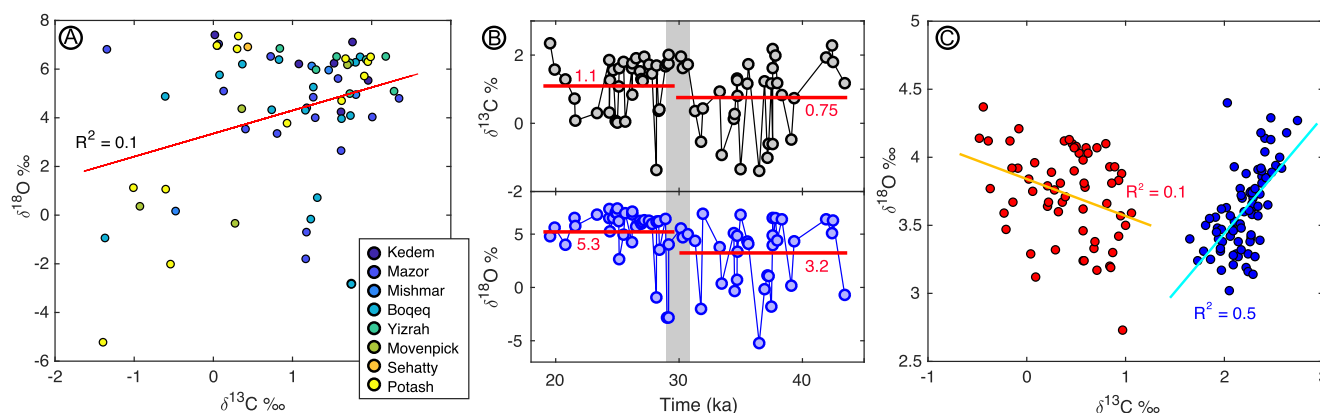 A
8
6
4
2
0
-2
-4
-6
-2
-1
0
1
2
δ18O ‰
δ13C ‰
R2 = 0.1
Kedem
Mazor
Mishmar
Boqeq
Yizrah
Movenpick
Sehatty
Potash
B
2
0
-2
δ13C %
1.1
0.75
5
0
-5
δ18O %
5.3
3.2
20
30
40
Time (ka)
C
5
4.5
4
3.5
3
2.5
-1
0
1
2
3
δ18O ‰
δ13C ‰
R2 = 0.1
R2 = 0.5